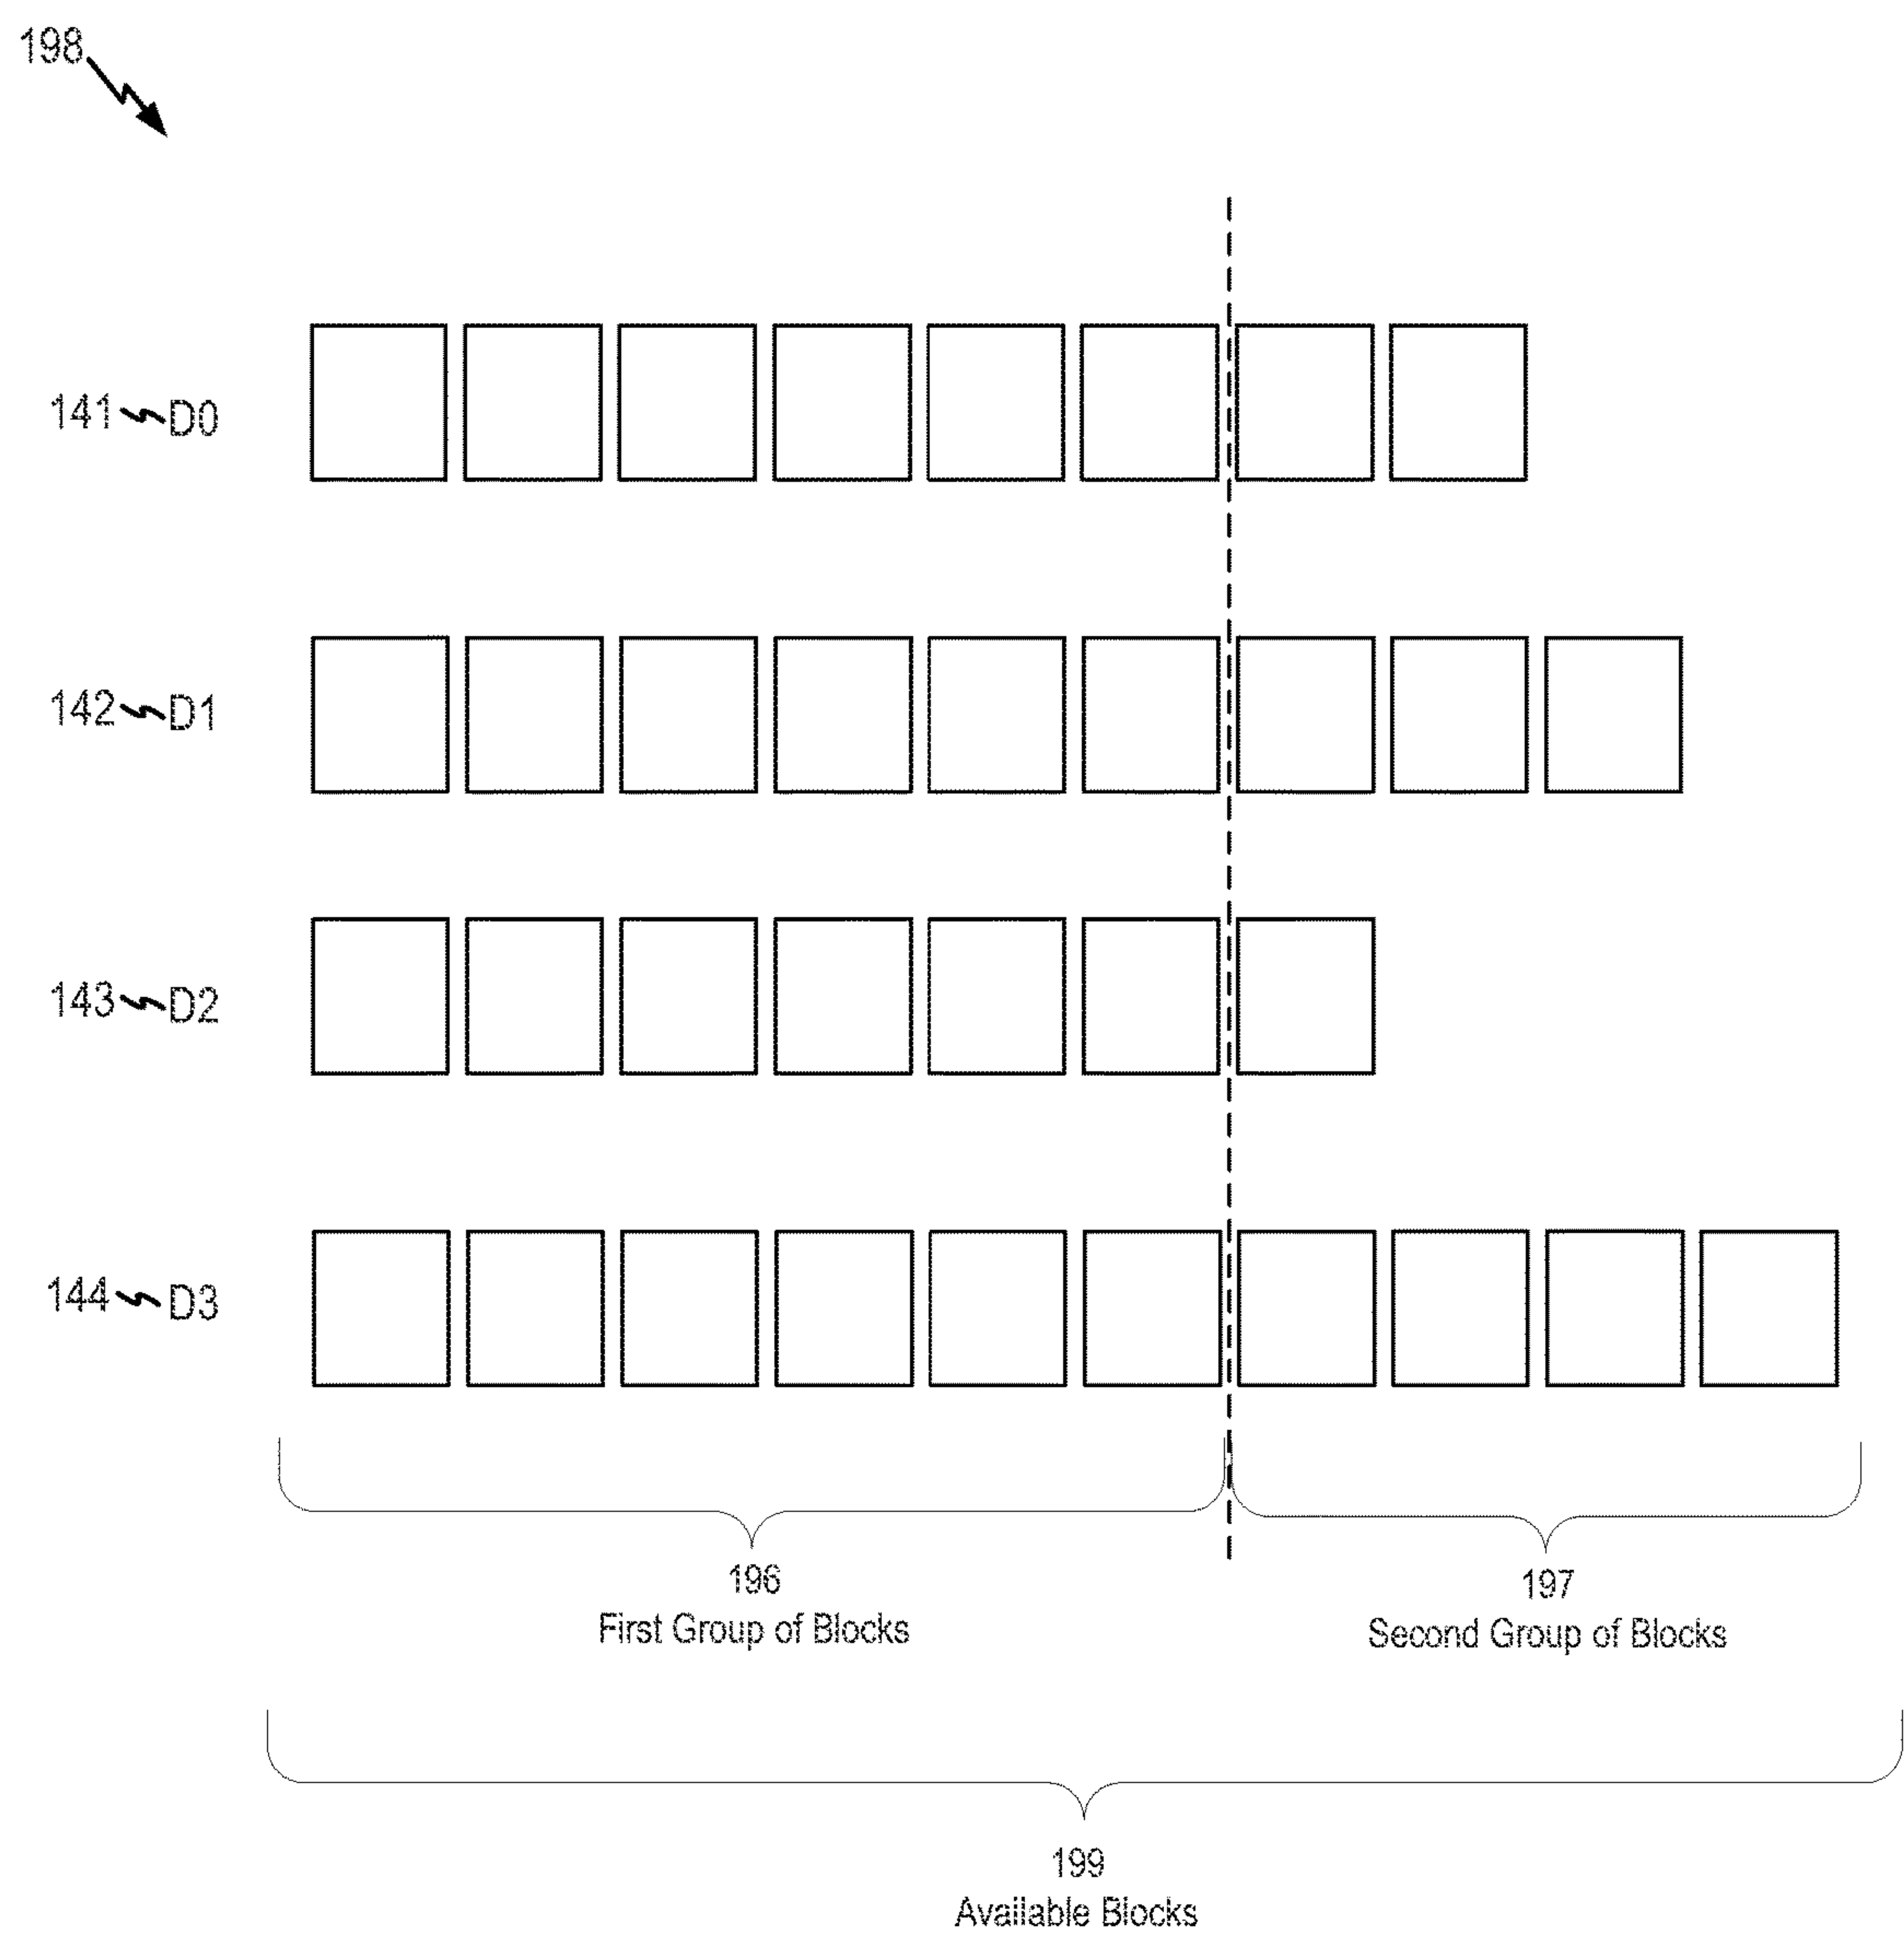 198
141 D0
142 D1
143 D2
144 D3
196
First Group of Blocks
197
Second Group of Blocks
199
Available Blocks